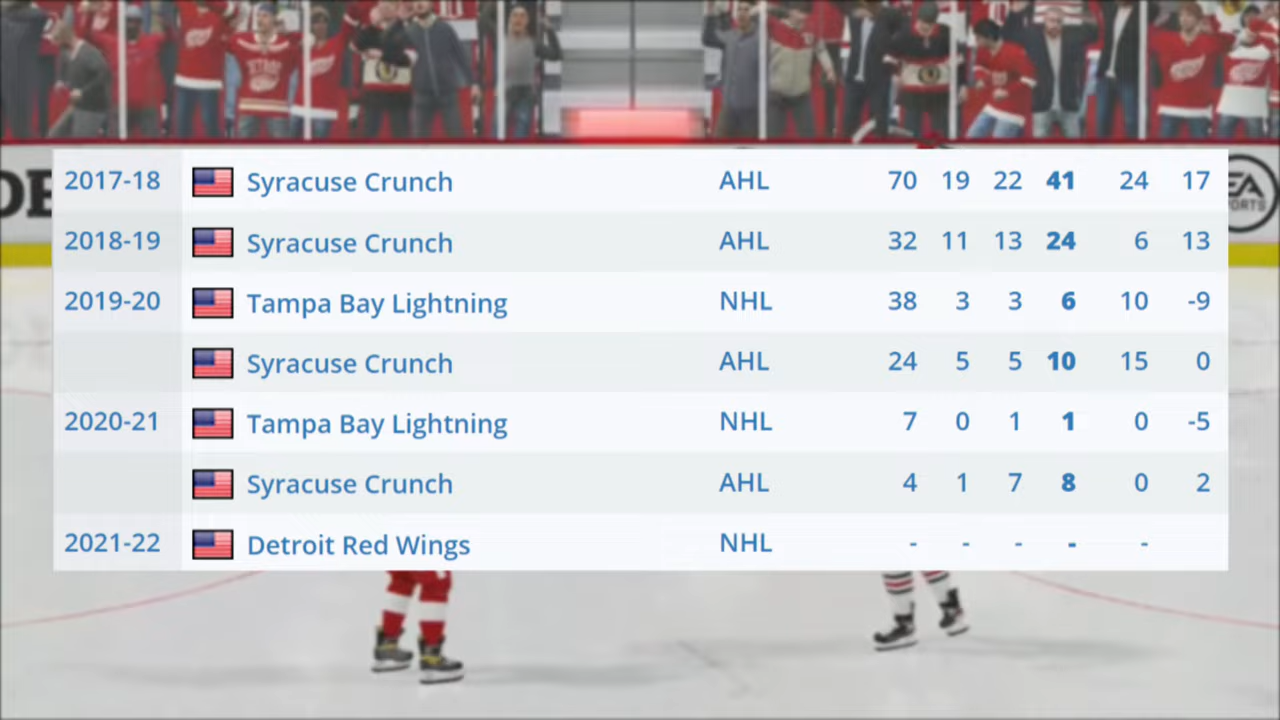 2017-18 Syracuse Crunch AHL 70 19 22 41 24 17
2018-19 Syracuse Crunch AHL 32 11 13 24 6 13
2019-20 Tampa Bay Lightning NHL 38 3 3 6 10 -9
Syracuse Crunch AHL 24 5 5 10 15 0
2020-21 Tampa Bay Lightning NHL 7 0 1 1 0 -5
Syracuse Crunch AHL 4 1 7 8 0 2
2021-22 Detroit Red Wings NHL - - - - -
EA